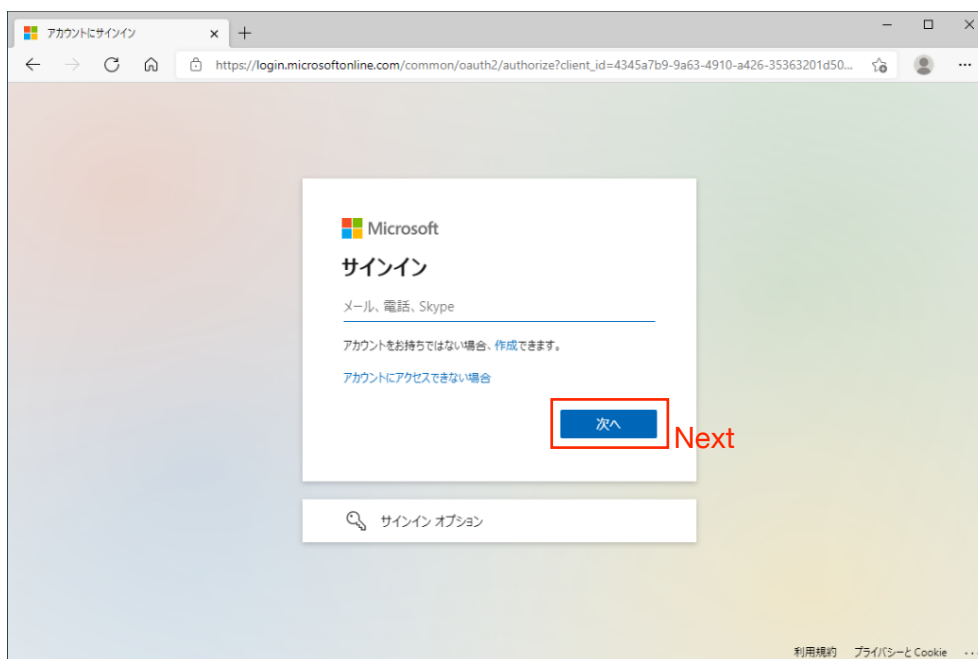 アカウントにサインイン
https://login.microsoftonline.com/common/oauth2/authorize?client_id=4345a7b9-9a63-4910-a426-35363201d50...
Microsoft
サインイン
メール、電話、Skype
アカウントをお持ちではない場合、作成できます。
アカウントにアクセスできない場合
次へ
Next
サインイン オプション
利用規約 プライバシーと Cookie